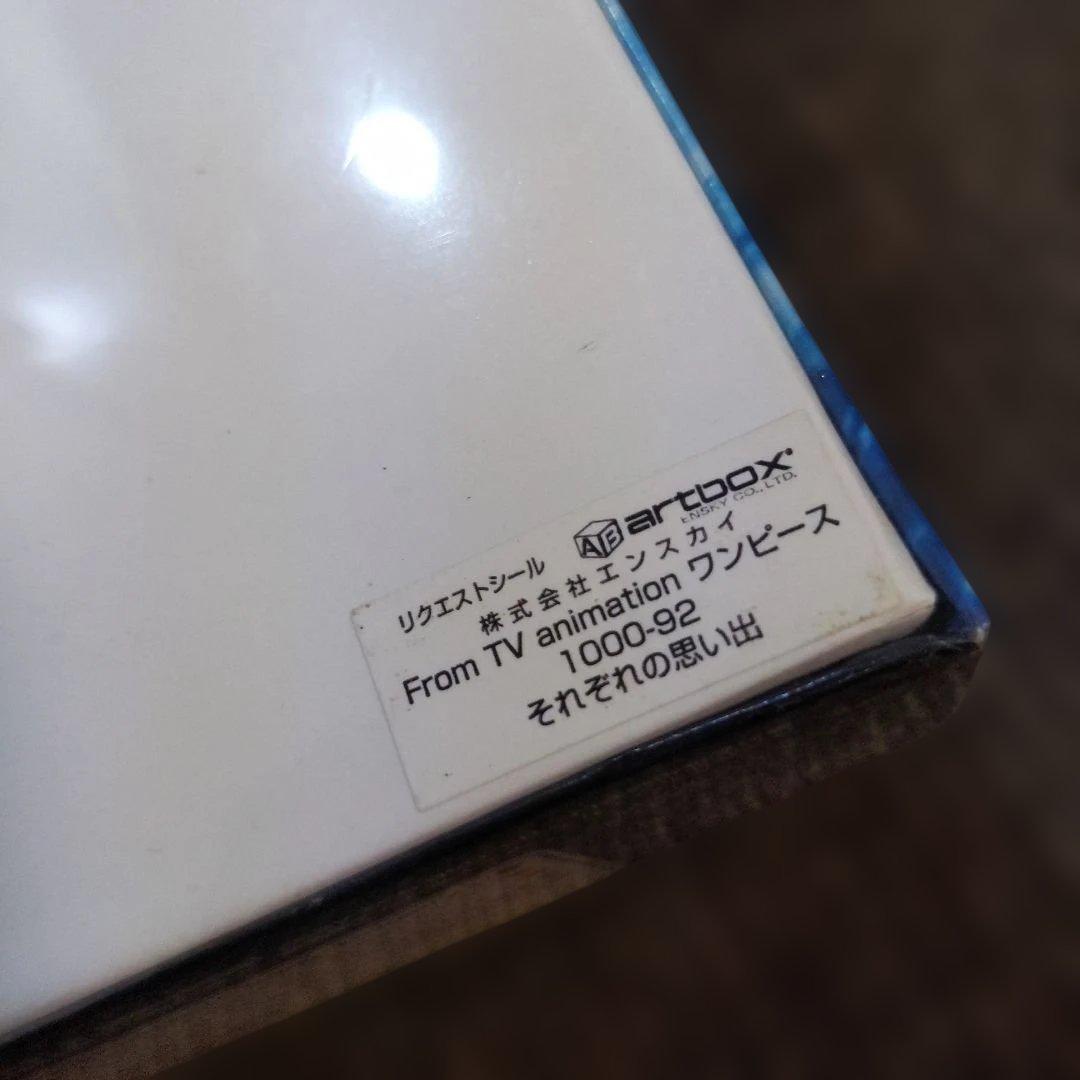 リクエストシール AB artbox
ENSKY CO., LTD.
株式会社エンスカイ
From TV animation ワンピース
1000-92
それぞれの思い出